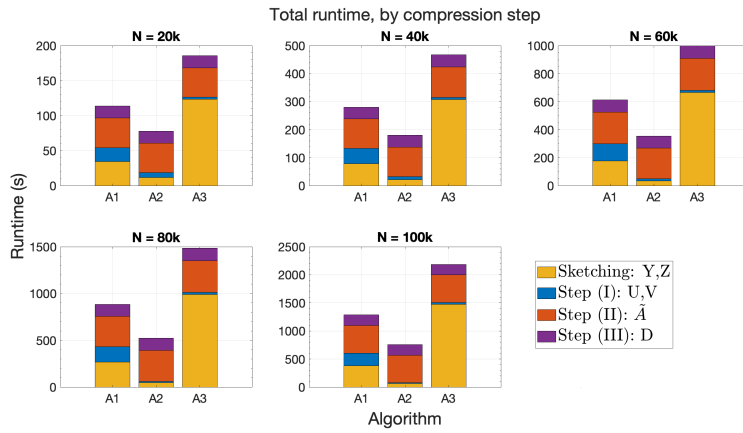 Total runtime, by compression step
N = 20k
N = 40k
N = 60k
200
150
100
50
0
A1 A2 A3
500
400
300
200
100
0
A1 A2 A3
1000
800
600
400
200
0
A1 A2 A3
Runtime (s)
N = 80k
N = 100k
1500
1000
500
0
A1 A2 A3
2500
2000
1500
1000
500
0
A1 A2 A3
Algorithm
Sketching: Y,Z
Step (I): U,V
Step (II): Ã
Step (III): D